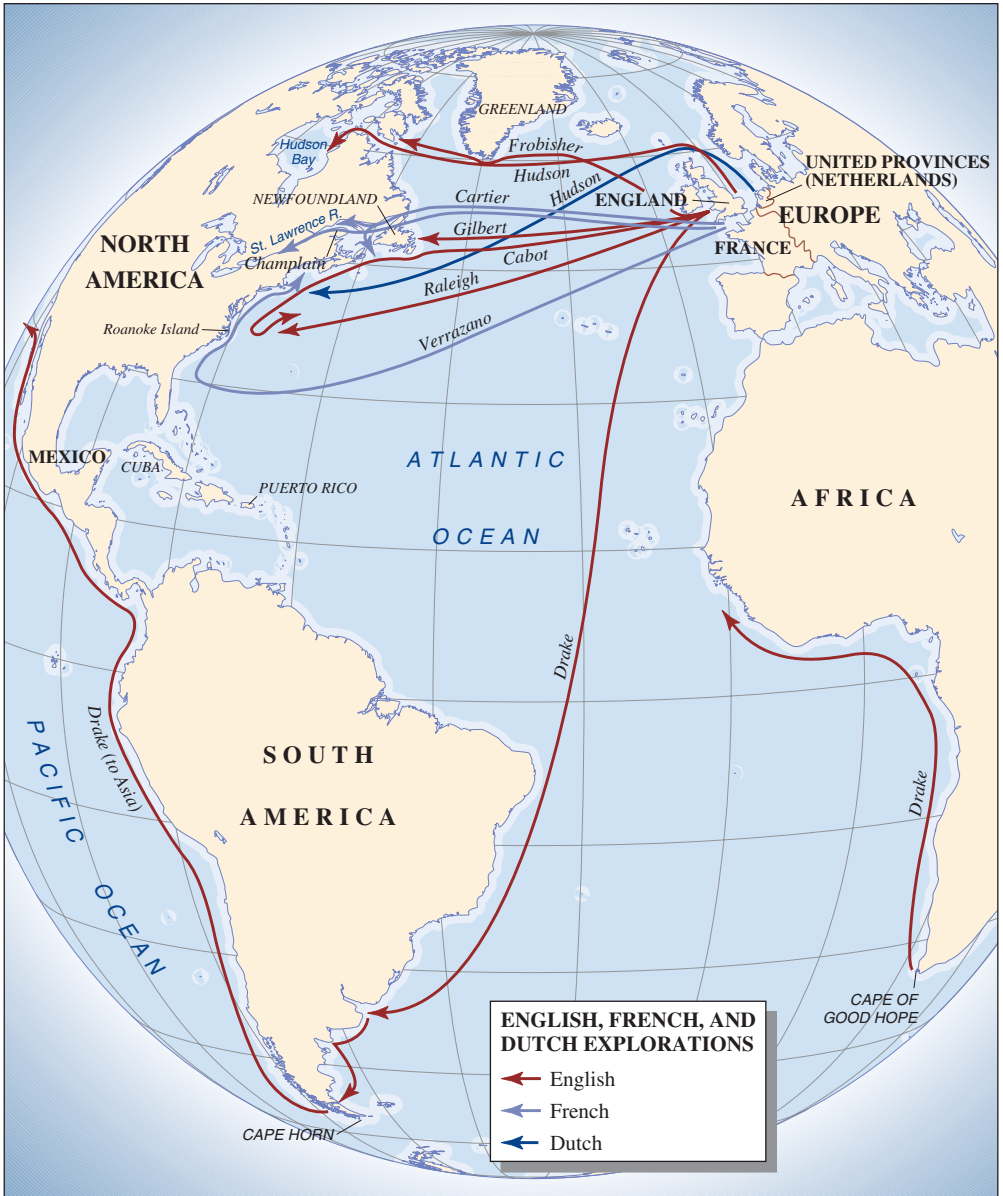 GREENLAND
Hudson
Bay
Frobisher
Hudson
Hudson
UNITED PROVINCES
(NETHERLANDS)
NEWFOUNDLAND
Cartier
ENGLAND
EUROPE
St. Lawrence R.
Gilbert
NORTH
AMERICA
Champlain
Cabot
FRANCE
Raleigh
Roanoke Island
Verrazano
MEXICO
CUBA
PUERTO RICO
ATLANTIC
OCEAN
AFRICA
Drake
Drake (to Asia)
PACIFIC
OCEAN
SOUTH
AMERICA
Drake
CAPE OF
GOOD HOPE
CAPE HORN
ENGLISH, FRENCH, AND
DUTCH EXPLORATIONS
English
French
Dutch